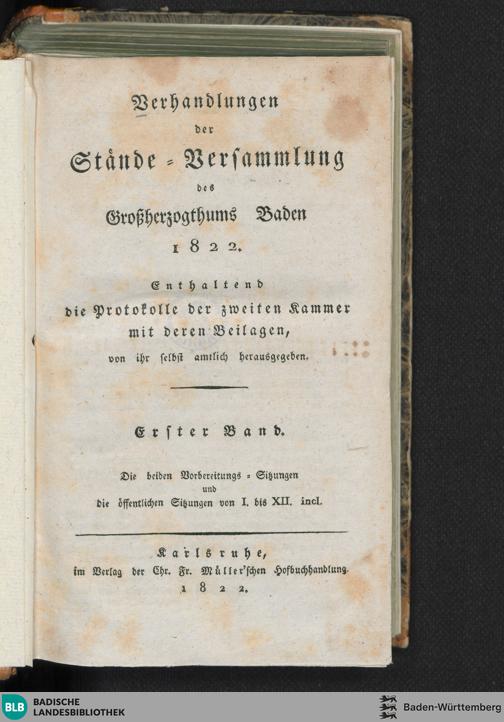 Verhandlungen
der
Stände-Versammlung
des
Großherzogthums Baden
1822.
Enthaltend
die Protokolle der zweiten Kammer
mit deren Beilagen,
von ihr selbst amtlich herausgegeben.
Erster Band.
Die beiden Vorbereitungs-Sitzungen
und
die öffentlichen Sitzungen von I. bis XII. incl.
Karlsruhe,
im Verlag der Chr. Fr. Müller'schen Hofbuchhandlung.
1822.
BLB BADISCHE
LANDESBIBLIOTHEK
Baden-Württemberg